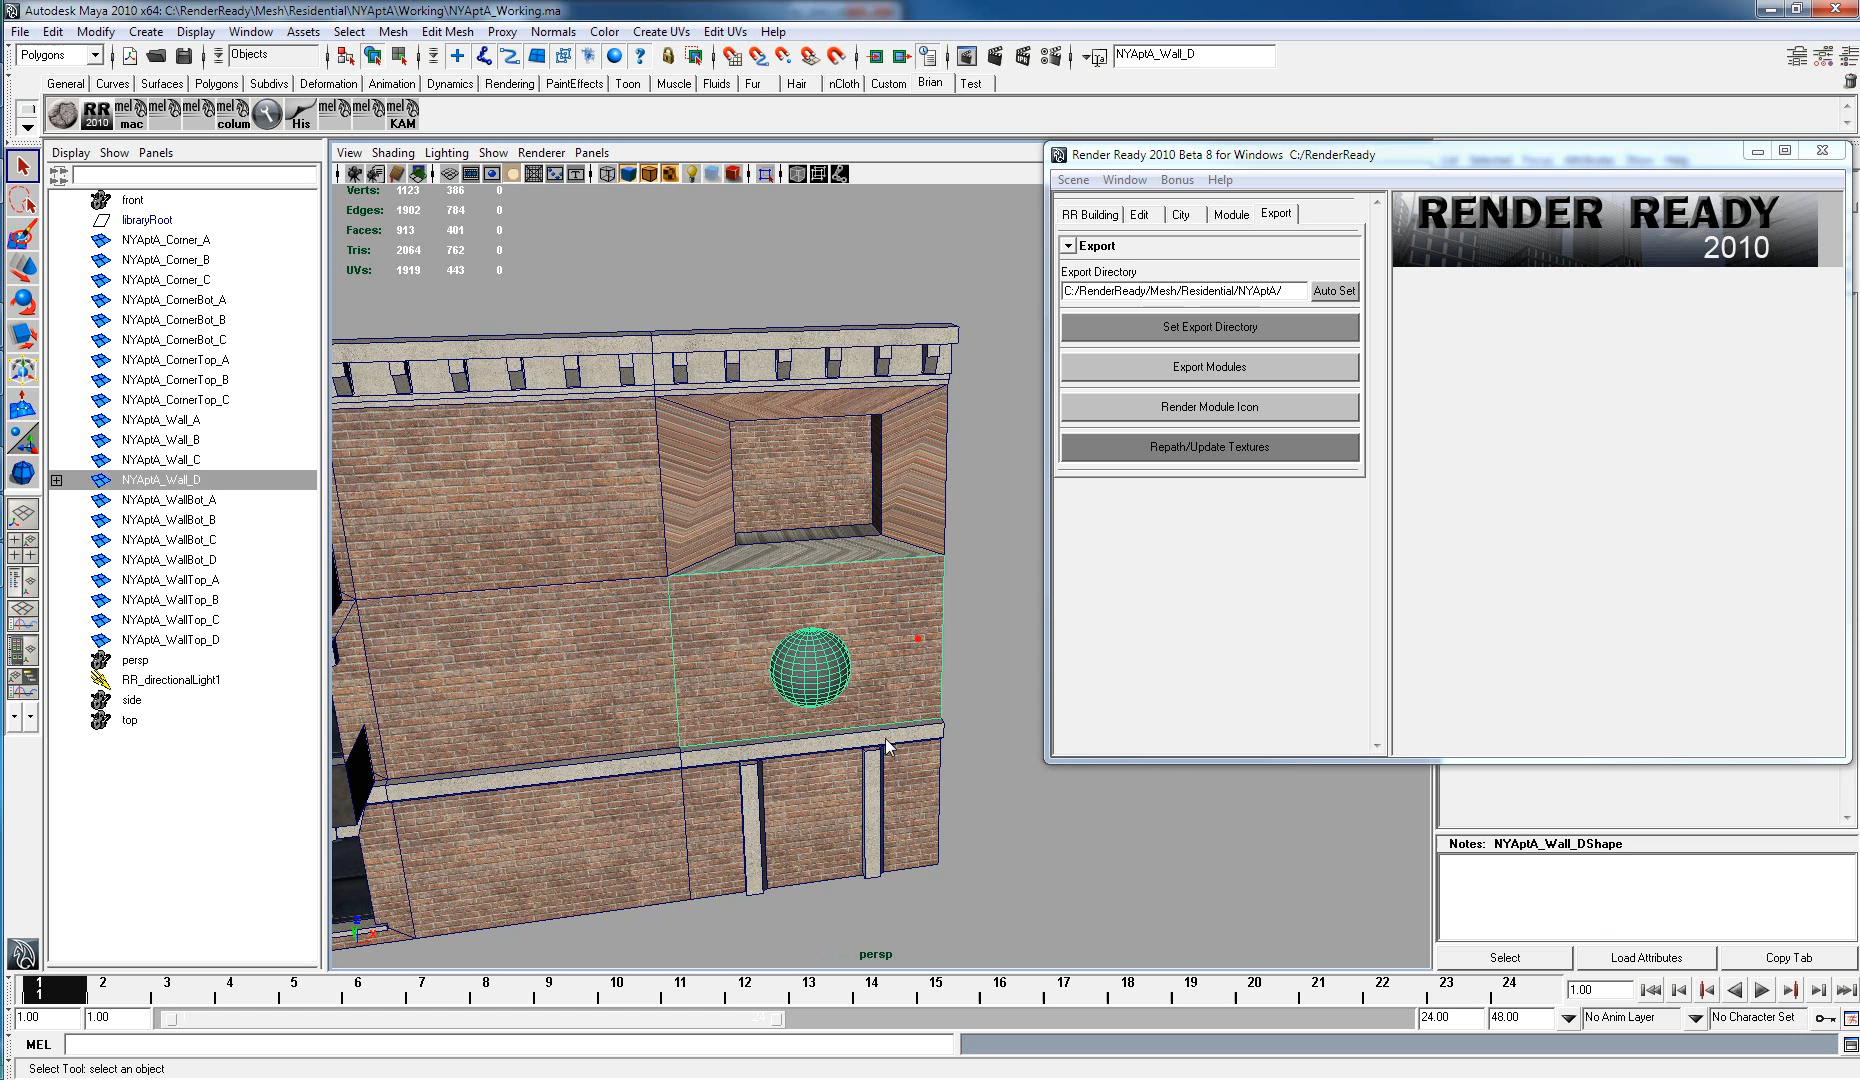 Autodesk Maya 2010 x64: C:\RenderReady\Mesh\Residential\NYAptA\Working\NYAptA_Working.ma
File Edit Modify Create Display Window Assets Select Mesh Edit Mesh Proxy Normals Color Create UVs Edit UVs Help
Polygons Objects NYAptA_Wall_D
General Curves Surfaces Polygons Subdivs Deformation Animation Dynamics Rendering PaintEffects Toon Muscle Fluids Fur Hair nCloth Custom Brian Test
RR 2010 mel mac mel mel mel colum His mel mel mel KAM
Display Show Panels
View Shading Lighting Show Renderer Panels
Verts: 1123 386 0
Edges: 1902 784 0
Faces: 913 401 0
Tris: 2064 762 0
UVs: 1919 443 0
front
libraryRoot
NYAptA_Corner_A
NYAptA_Corner_B
NYAptA_Corner_C
NYAptA_CornerBot_A
NYAptA_CornerBot_B
NYAptA_CornerBot_C
NYAptA_CornerTop_A
NYAptA_CornerTop_B
NYAptA_CornerTop_C
NYAptA_Wall_A
NYAptA_Wall_B
NYAptA_Wall_C
NYAptA_Wall_D
NYAptA_WallBot_A
NYAptA_WallBot_B
NYAptA_WallBot_C
NYAptA_WallBot_D
NYAptA_WallTop_A
NYAptA_WallTop_B
NYAptA_WallTop_C
NYAptA_WallTop_D
persp
RR_directionalLight1
side
top
persp
Render Ready 2010 Beta 8 for Windows C:/RenderReady
Scene Window Bonus Help
RR Building Edit City Module Export
Export
Export Directory
C:/RenderReady/Mesh/Residential/NYAptA/ Auto Set
Set Export Directory
Export Modules
Render Module Icon
Repath/Update Textures
RENDER READY
2010
Notes: NYAptA_Wall_DShape
Select Load Attributes Copy Tab
1 2 3 4 5 6 7 8 9 10 11 12 13 14 15 16 17 18 19 20 21 22 23 24 1.00
1
1.00 1.00 24 24.00 48.00 No Anim Layer No Character Set
MEL
Select Tool: select an object